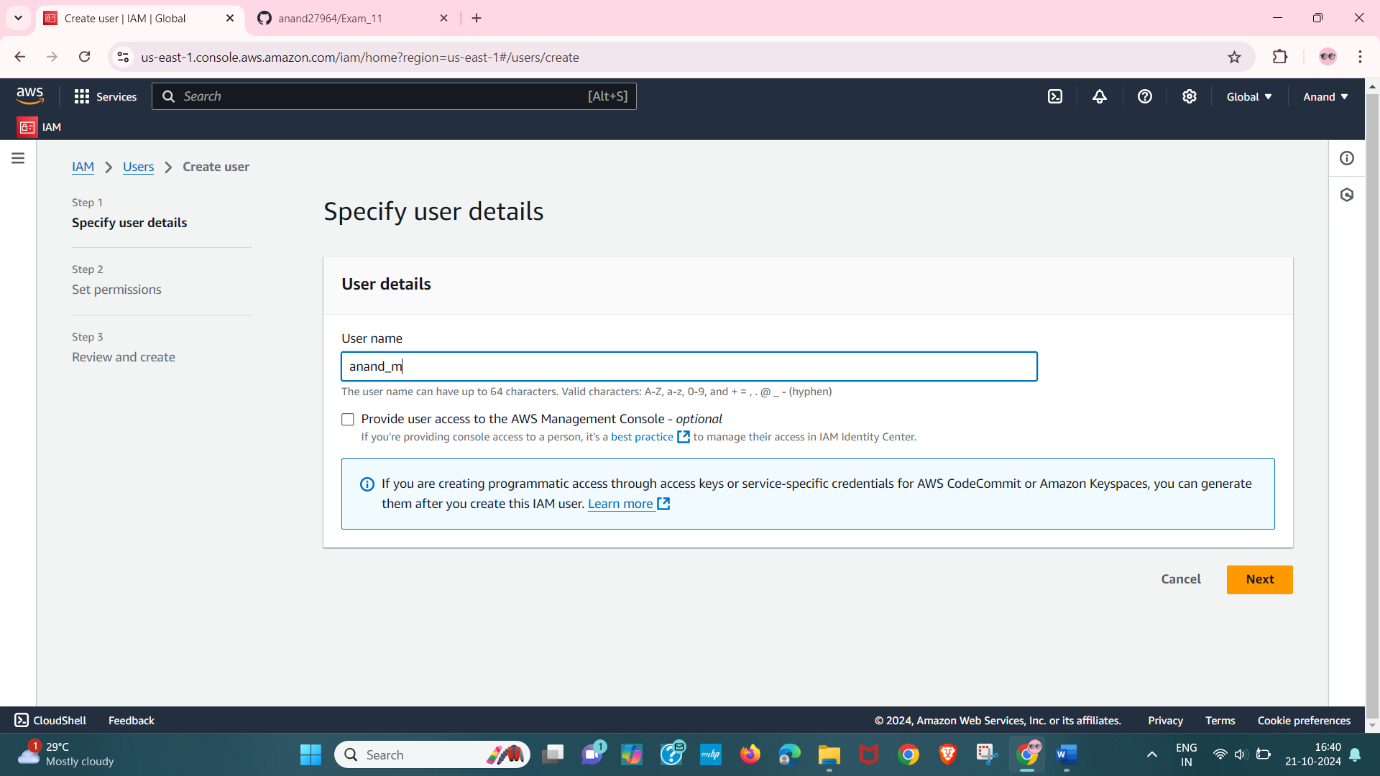 Create user | IAM | Global
anand27964/Exam_11
us-east-1.console.aws.amazon.com/iam/home?region=us-east-1#/users/create
aws
Services
Search
[Alt+S]
Global
Anand
IAM
IAM
Users
Create user
Step 1
Specify user details
Step 2
Set permissions
Step 3
Review and create
Specify user details
User details
User name
anand_m
The user name can have up to 64 characters. Valid characters: A-Z, a-z, 0-9, and + = , . @ _ - (hyphen)
Provide user access to the AWS Management Console - optional
If you're providing console access to a person, it's a best practice to manage their access in IAM Identity Center.
If you are creating programmatic access through access keys or service-specific credentials for AWS CodeCommit or Amazon Keyspaces, you can generate
them after you create this IAM user. Learn more
Cancel
Next
CloudShell
Feedback
© 2024, Amazon Web Services, Inc. or its affiliates.
Privacy
Terms
Cookie preferences
1
29°C
Mostly cloudy
Search
1
myhp
ENG
IN
16:40
21-10-2024